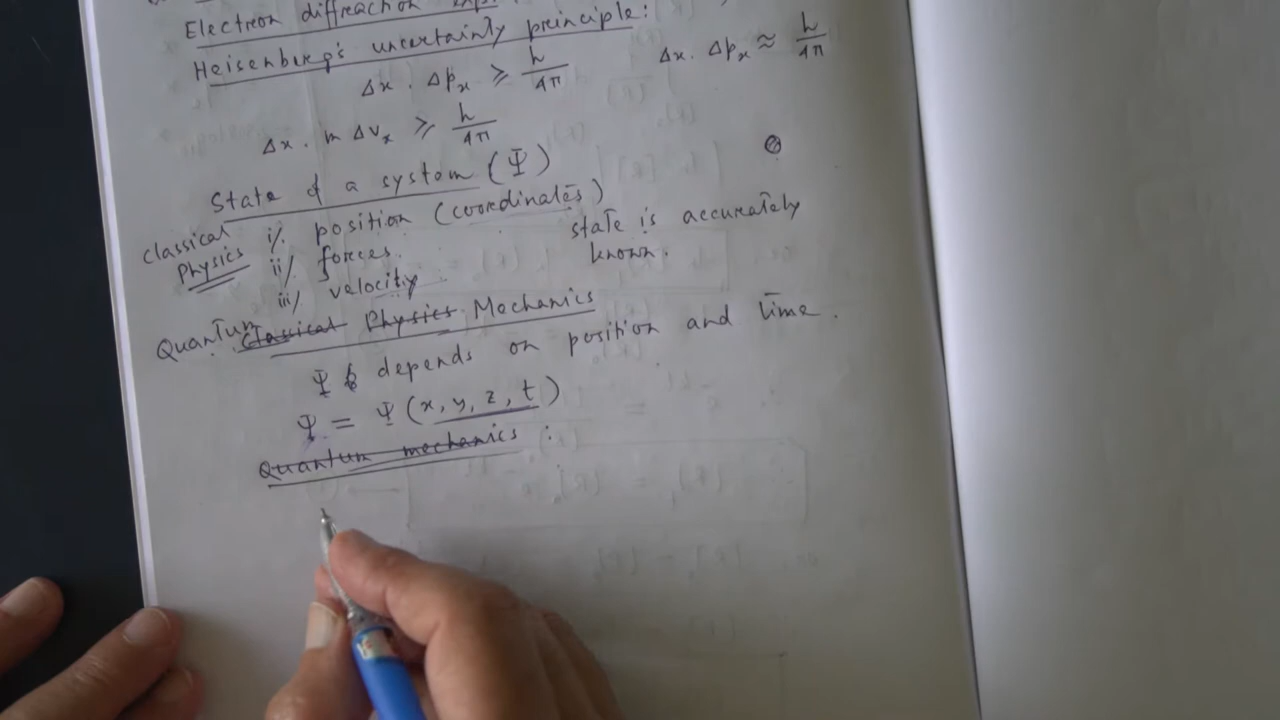 Electron diffraction
Heisenberg's uncertainly principle:
Δx . Δpx ⩾ h/4π    Δx. Δpx ≈ h/4π
Δx . m Δvx ⩾ h/4π
State of a system (Ψ)
Classical Physics i/. position (coordinates)
ii/. forces.
iii/ velocity
state is accurately
known.
Quantum Classical Physics Mechanics
Ψ depends on position and time.
Ψ = Ψ (x, y, z, t)
Quantum mechanics :